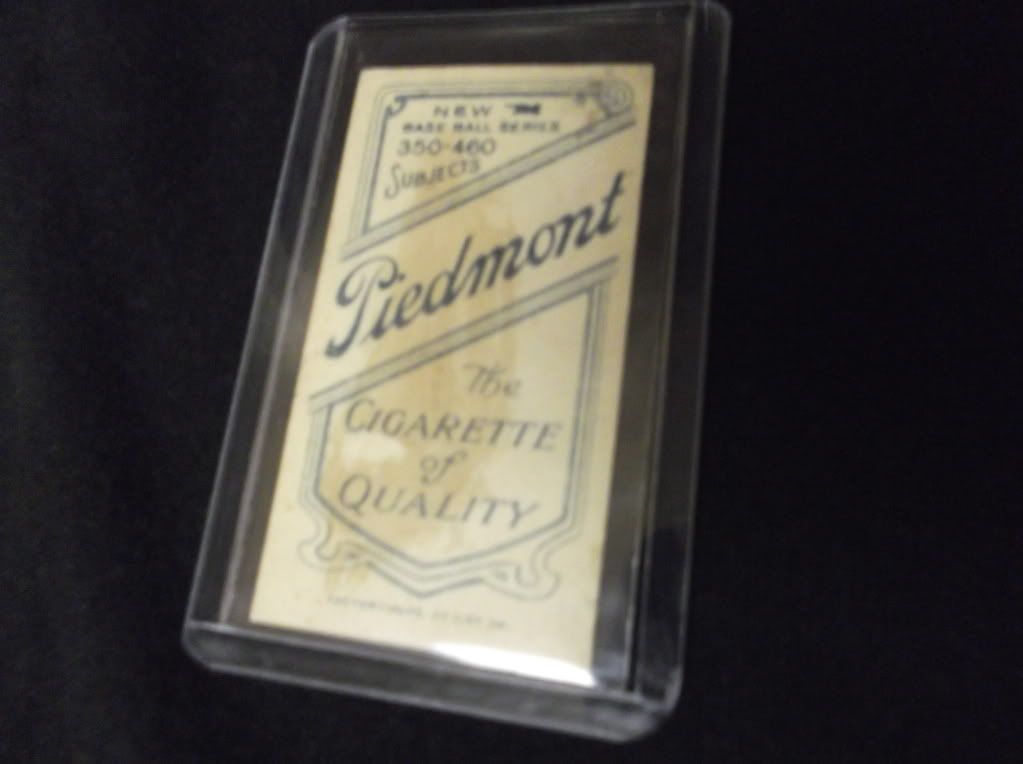 NEW
BASE BALL SERIES
350-460
SUBJECTS
Piedmont
The
CIGARETTE
of
QUALITY